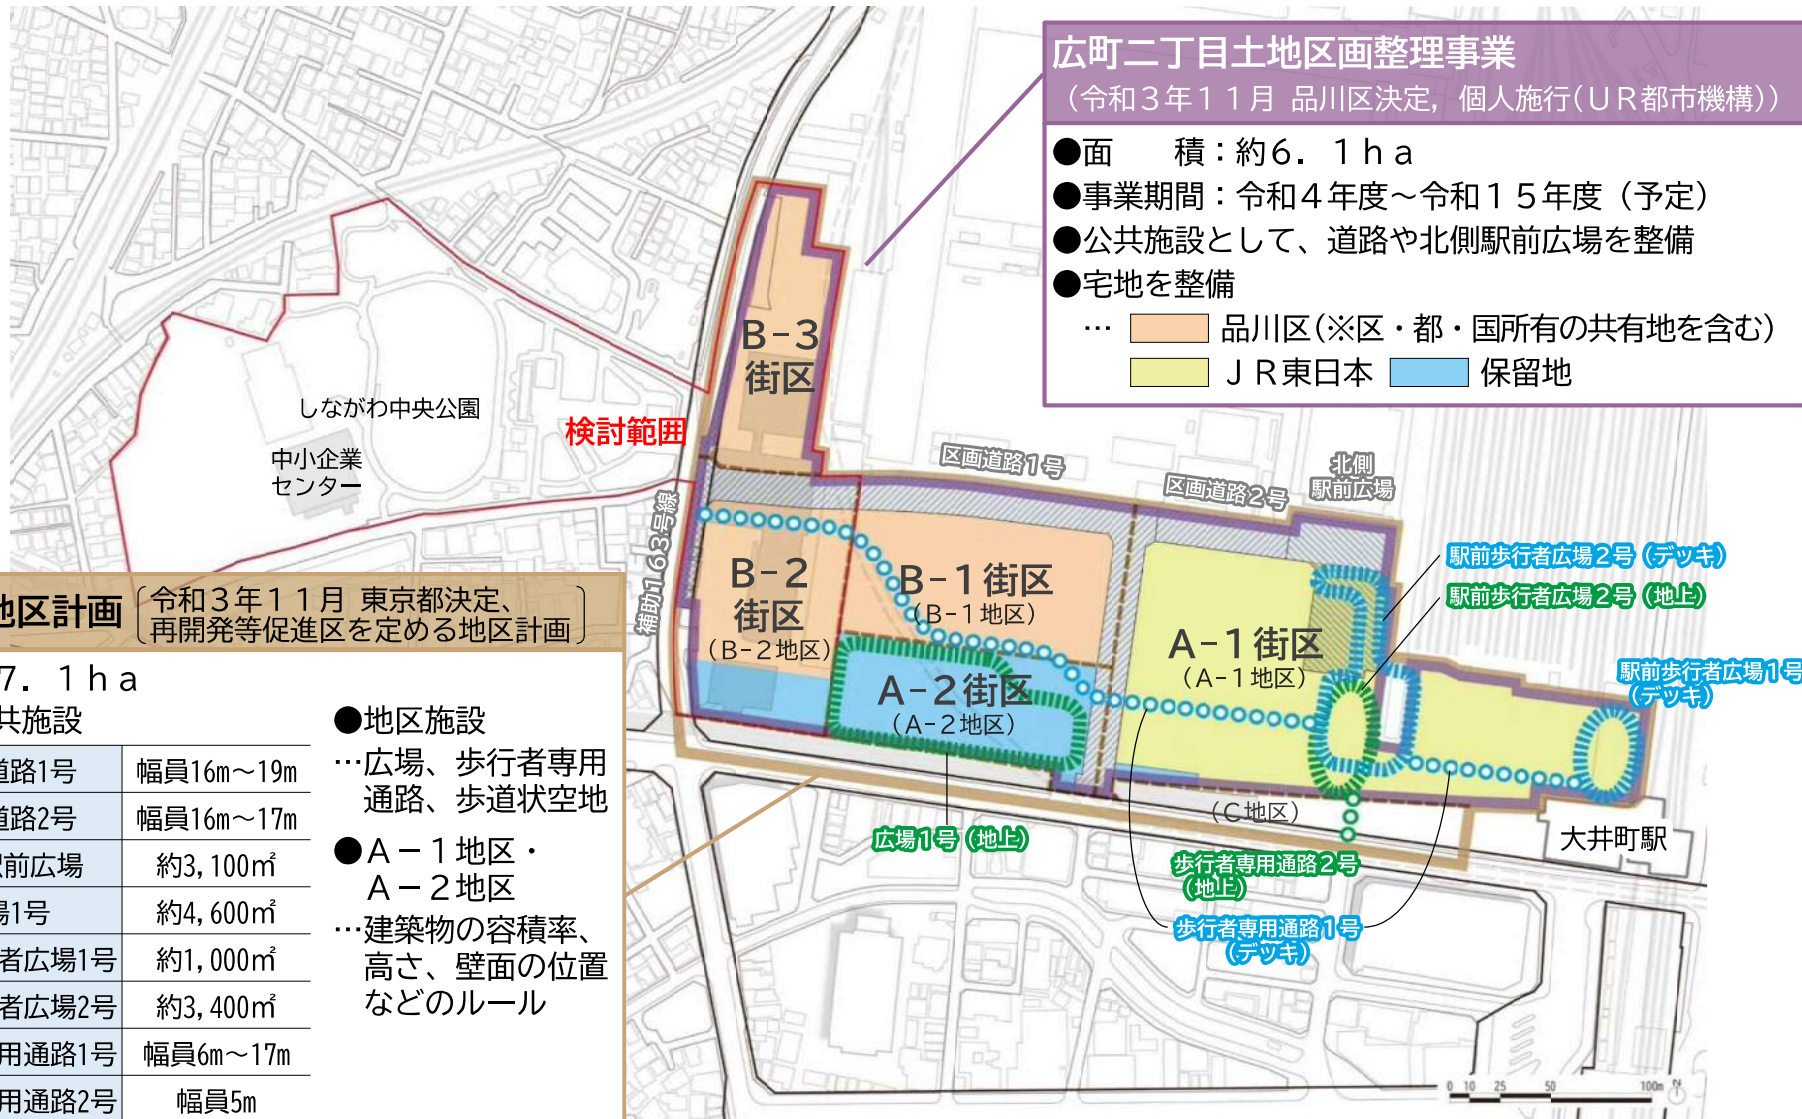 広町二丁目土地区画整理事業
（令和３年１１月 品川区決定，個人施行(ＵＲ都市機構)）
●面　　積：約６．１ｈａ
●事業期間：令和４年度～令和１５年度（予定）
●公共施設として、道路や北側駅前広場を整備
●宅地を整備
… 品川区(※区・都・国所有の共有地を含む)
ＪＲ東日本 保留地
B-3
街区
しながわ中央公園
検討範囲
中小企業
センター
区画道路1号
区画道路2号
北側
駅前広場
補助163号線
駅前歩行者広場2号（デッキ）
駅前歩行者広場2号（地上）
B-2
街区
(B-2地区)
B-1街区
(B-1地区)
A-1街区
(A-1地区)
A-2街区
(A-2地区)
駅前歩行者広場1号
（デッキ）
(C地区)
大井町駅
広場1号（地上）
歩行者専用通路2号
（地上）
歩行者専用通路1号
（デッキ）
地区計画
令和３年１１月 東京都決定、
再開発等促進区を定める地区計画
７．１ｈａ
共施設
道路1号 幅員16m～19m
道路2号 幅員16m～17m
駅前広場 約3,100㎡
場1号 約4,600㎡
者広場1号 約1,000㎡
者広場2号 約3,400㎡
用通路1号 幅員6m～17m
用通路2号 幅員5m
●地区施設
…広場、歩行者専用
通路、歩道状空地
●Ａ－１地区・
Ａ－２地区
…建築物の容積率、
高さ、壁面の位置
などのルール
0 10 25 50 100m N